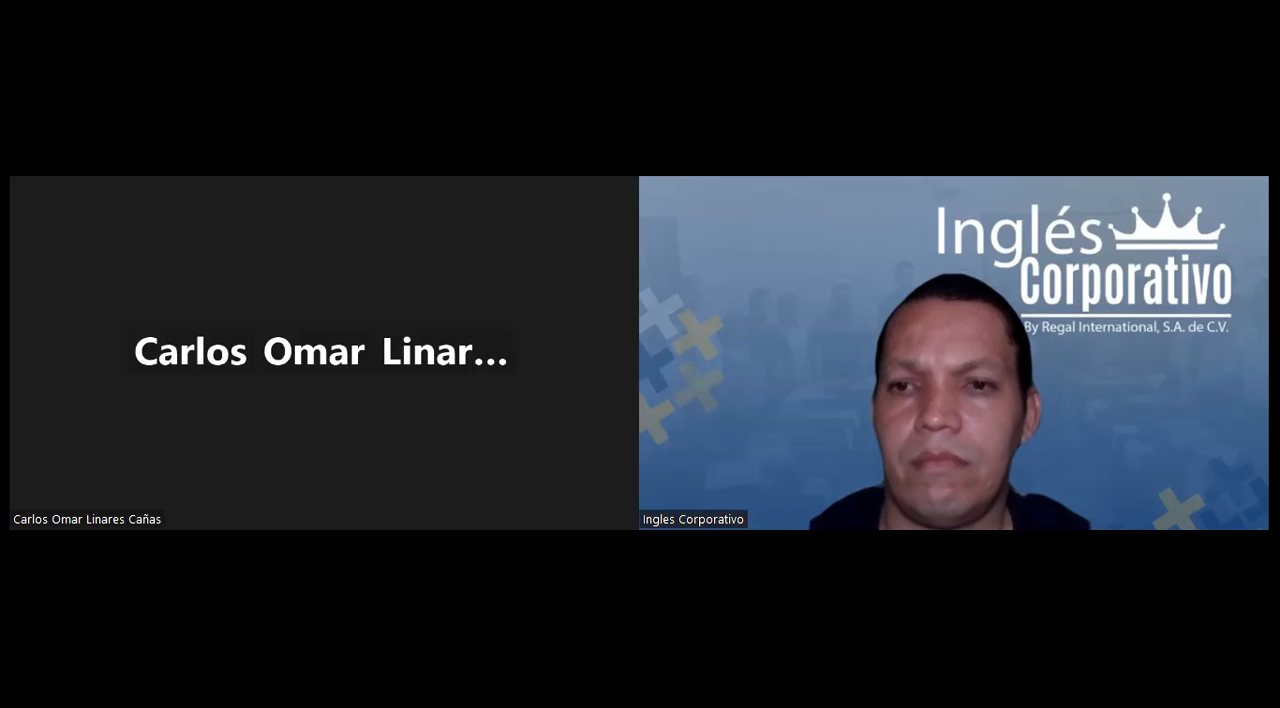 Carlos Omar Linar...
Carlos Omar Linares Cañas
Inglés
Corporativo
By Regal International, S.A. de C.V.
Ingles Corporativo